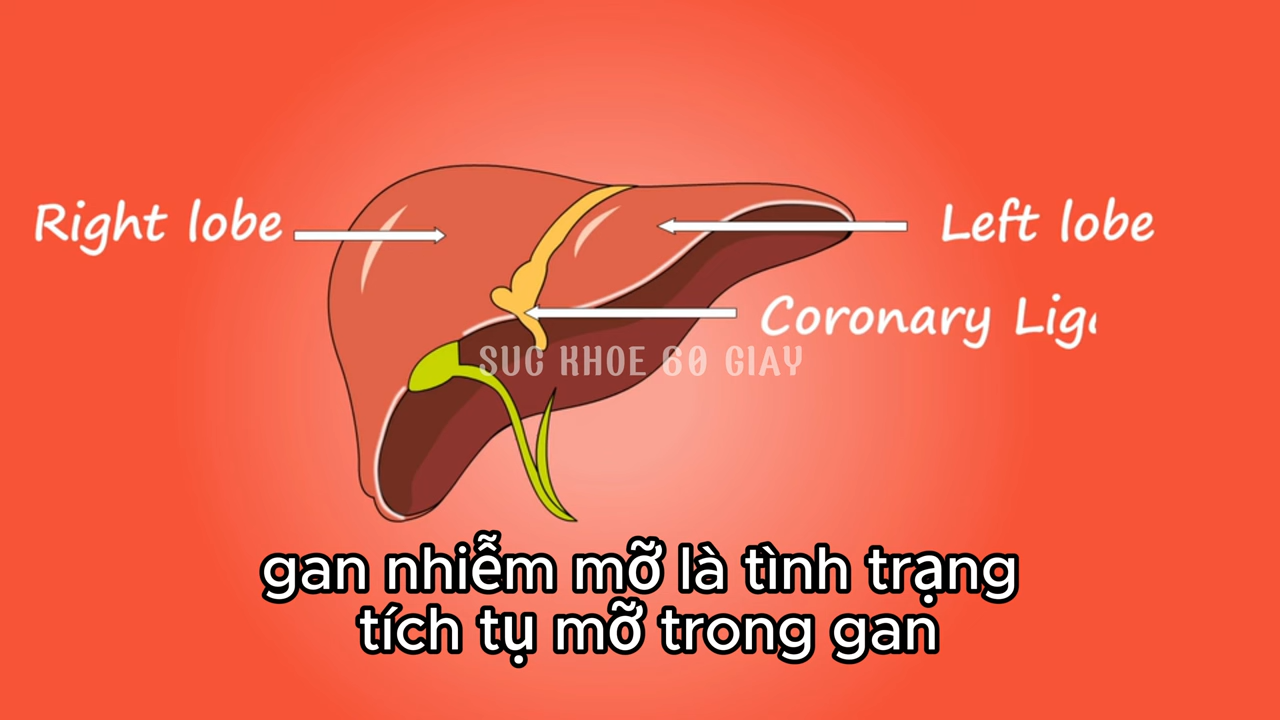 Right lobe
Left lobe
Coronary
SUC KHOE 60 GIAY
gan nhiễm mỡ là tình trạng
tích tụ mỡ trong gan